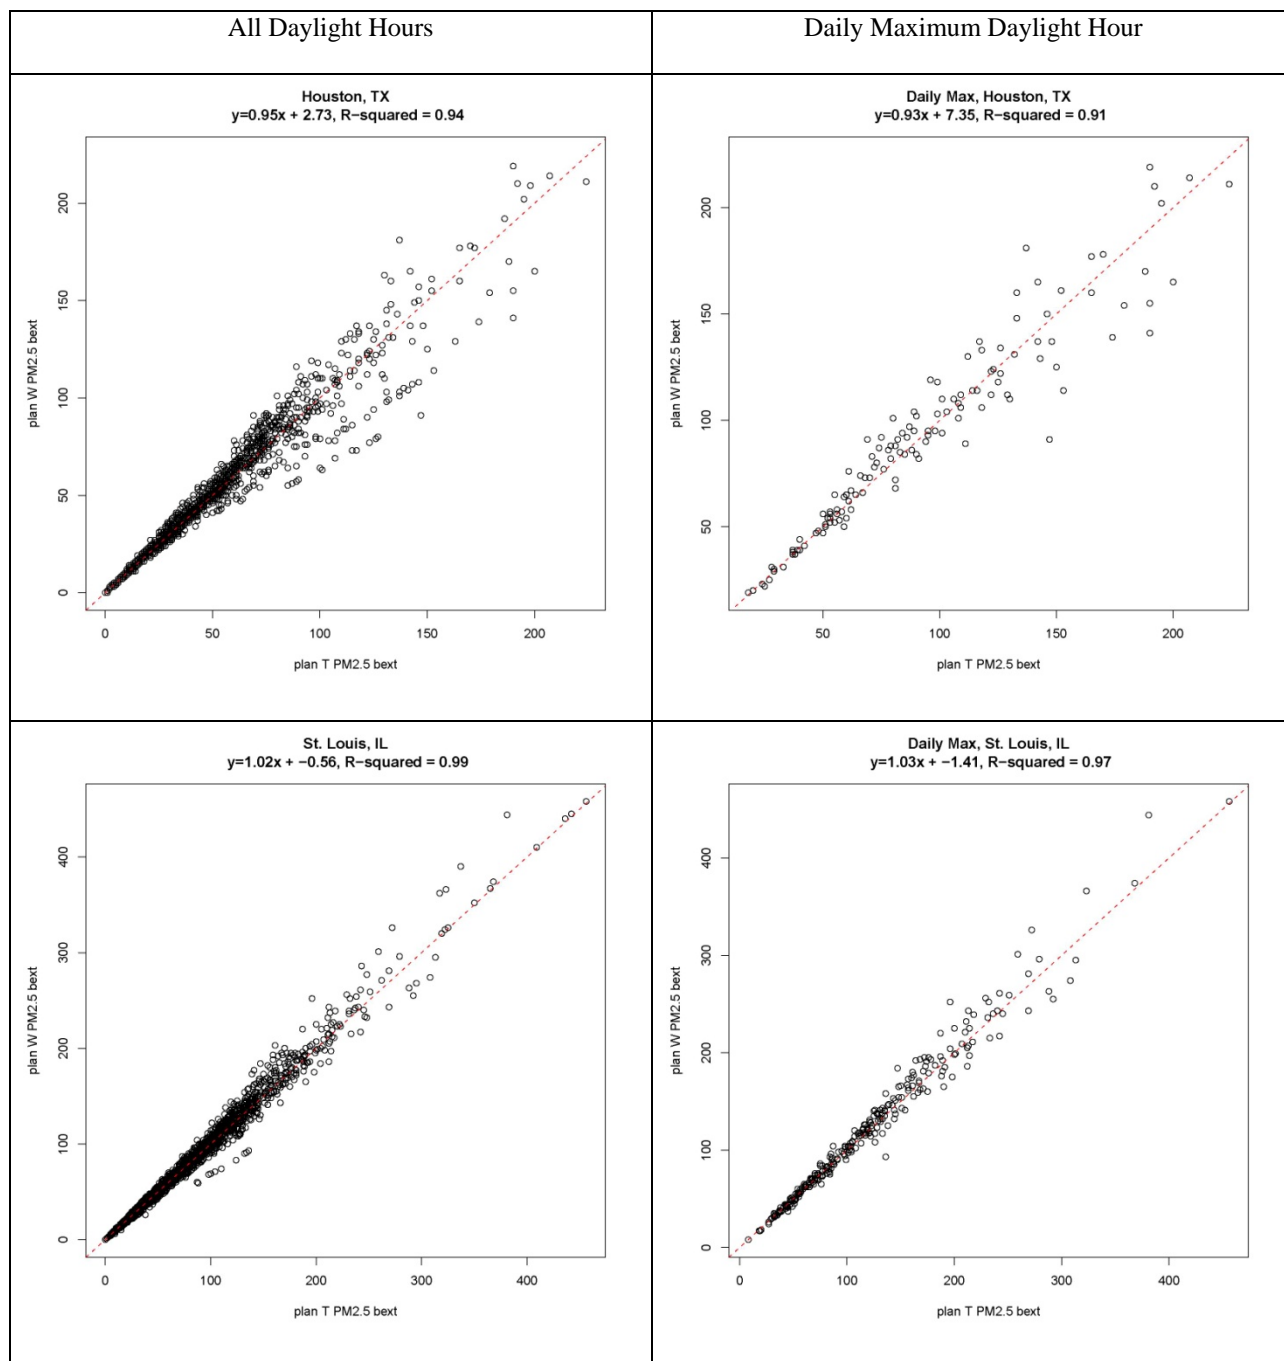 All Daylight Hours
Daily Maximum Daylight Hour
Houston, TX
y=0.95x + 2.73, R−squared = 0.94
plan W PM2.5 bext
200
150
100
50
0
0 50 100 150 200
plan T PM2.5 bext
Daily Max, Houston, TX
y=0.93x + 7.35, R−squared = 0.91
plan W PM2.5 bext
200
150
100
50
50 100 150 200
plan T PM2.5 bext
St. Louis, IL
y=1.02x + −0.56, R−squared = 0.99
plan W PM2.5 bext
400
300
200
100
0
0 100 200 300 400
plan T PM2.5 bext
Daily Max, St. Louis, IL
y=1.03x + −1.41, R−squared = 0.97
plan W PM2.5 bext
400
300
200
100
0
0 100 200 300 400
plan T PM2.5 bext